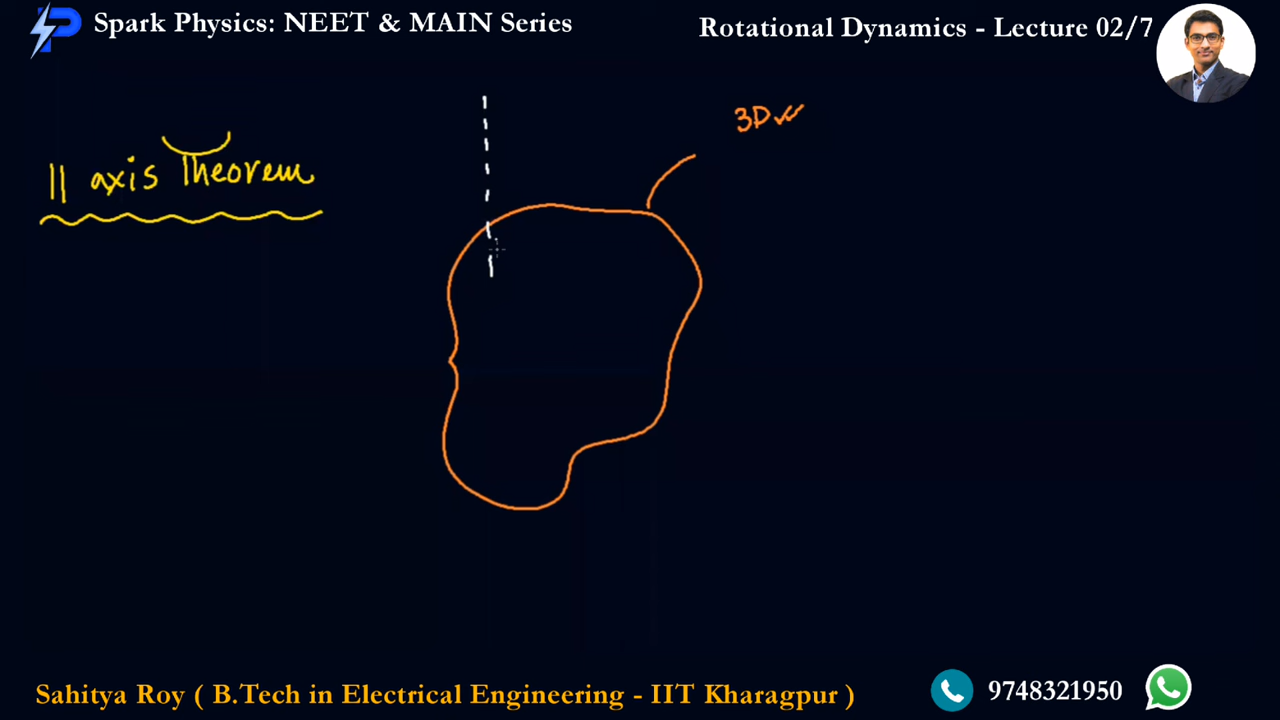 Spark Physics: NEET & MAIN Series
Rotational Dynamics - Lecture 02/7
3D
|| axis Theorem
Sahitya Roy ( B.Tech in Electrical Engineering - IIT Kharagpur )
9748321950